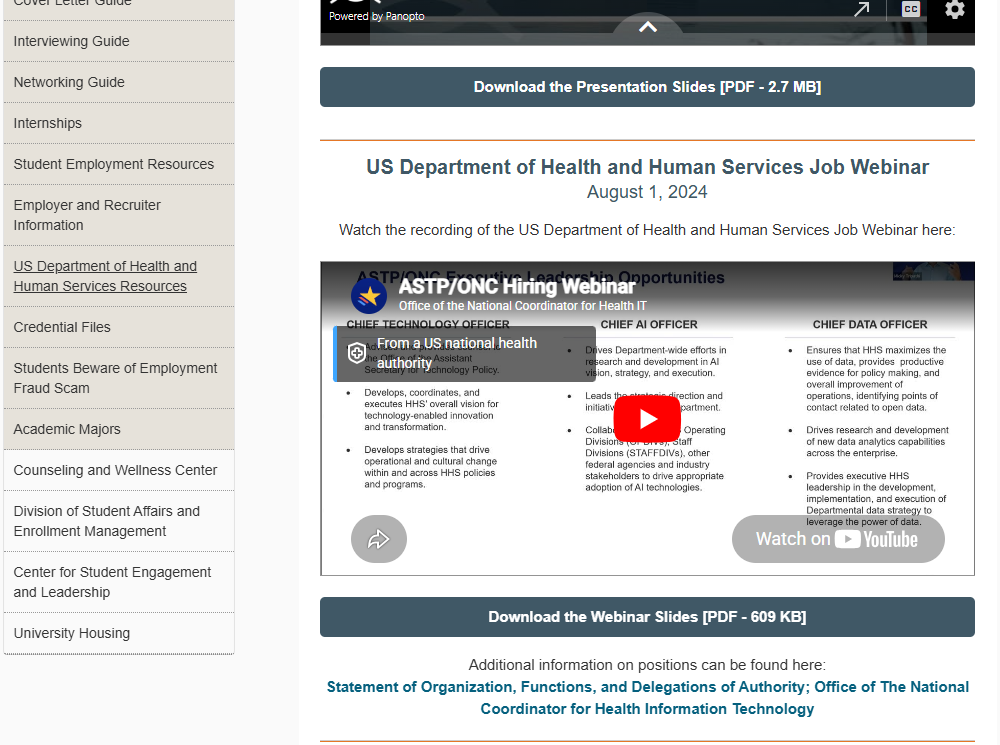 Cover Letter Guide
Interviewing Guide
Networking Guide
Internships
Student Employment Resources
Employer and Recruiter
Information
US Department of Health and
Human Services Resources
Credential Files
Students Beware of Employment
Fraud Scam
Academic Majors
Counseling and Wellness Center
Division of Student Affairs and
Enrollment Management
Center for Student Engagement
and Leadership
University Housing
Powered by Panopto
CC
Download the Presentation Slides [PDF - 2.7 MB]
US Department of Health and Human Services Job Webinar
August 1, 2024
Watch the recording of the US Department of Health and Human Services Job Webinar here:
ASTP/ONC Executive Leadership Opportunities
ASTP/ONC Hiring Webinar
Office of the National Coordinator for Health IT
CHIEF TECHNOLOGY OFFICER
From a US national health
authority
the Office of the Assistant
Secretary for Technology Policy.
• Develops, coordinates, and
executes HHS' overall vision for
technology-enabled innovation
and transformation.
• Develops strategies that drive
operational and cultural change
within and across HHS policies
and programs.
CHIEF AI OFFICER
• Drives Department-wide efforts in
research and development in AI
vision, strategy, and execution.
• Leads the strategic direction and
• Operating
Divisions (OPDIVs), Staff
Divisions (STAFFDIVs), other
federal agencies and industry
stakeholders to drive appropriate
adoption of AI technologies.
CHIEF DATA OFFICER
• Ensures that HHS maximizes the
use of data, provides productive
evidence for policy making, and
overall improvement of
operations, identifying points of
contact related to open data.
• Drives research and development
of new data analytics capabilities
across the enterprise.
• Provides executive HHS
leadership in the development,
implementation, and execution of
Departmental data strategy to
leverage the power of data.
Watch on YouTube
Download the Webinar Slides [PDF - 609 KB]
Additional information on positions can be found here:
Statement of Organization, Functions, and Delegations of Authority; Office of The National
Coordinator for Health Information Technology